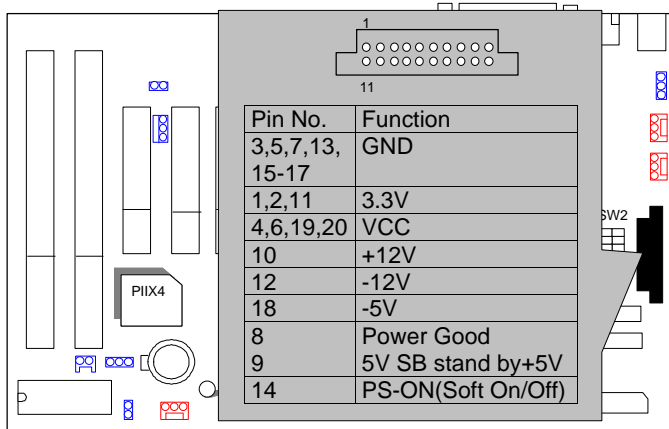 1
11
Pin No. Function
3,5,7,13, GND
15-17
1,2,11 3.3V
4,6,19,20 VCC
10 +12V
12 -12V
18 -5V
8 Power Good
9 5V SB stand by+5V
14 PS-ON(Soft On/Off)
SW2
PIIX4